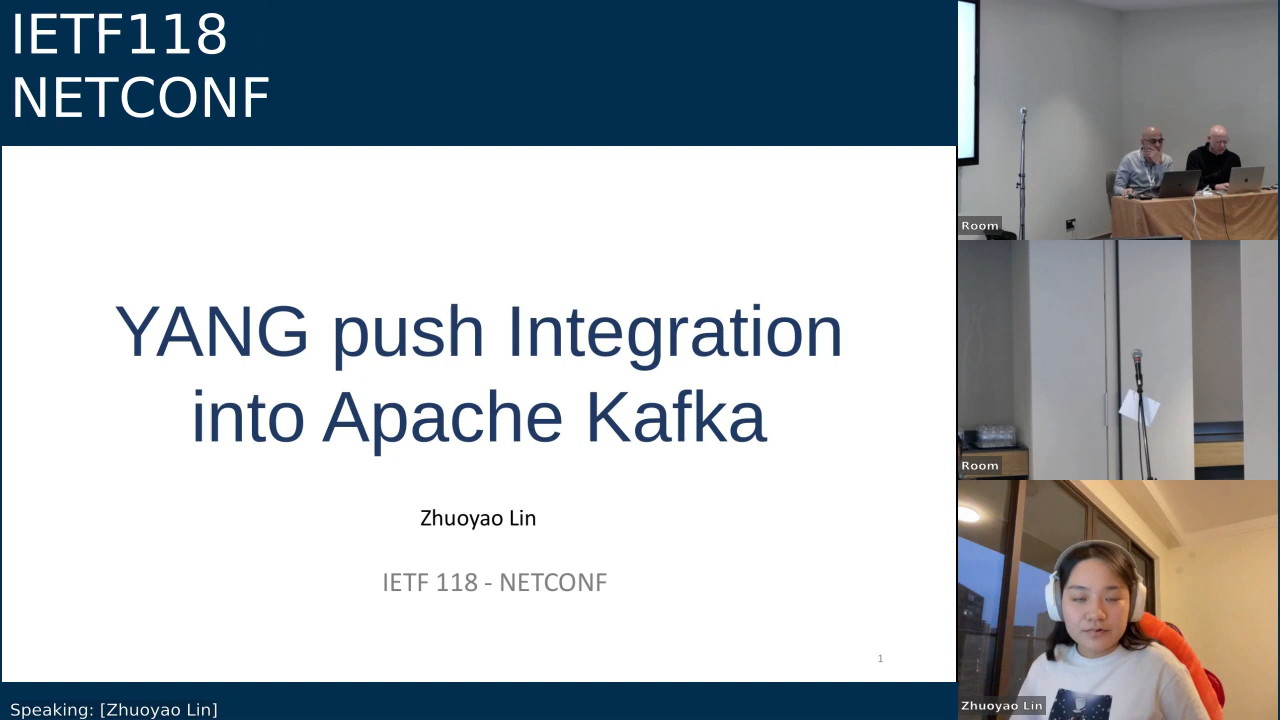 IETF118
NETCONF
YANG push Integration
into Apache Kafka
Zhuoyao Lin
IETF 118 - NETCONF
1
Speaking: [Zhuoyao Lin]
Room
Room
Zhuoyao Lin